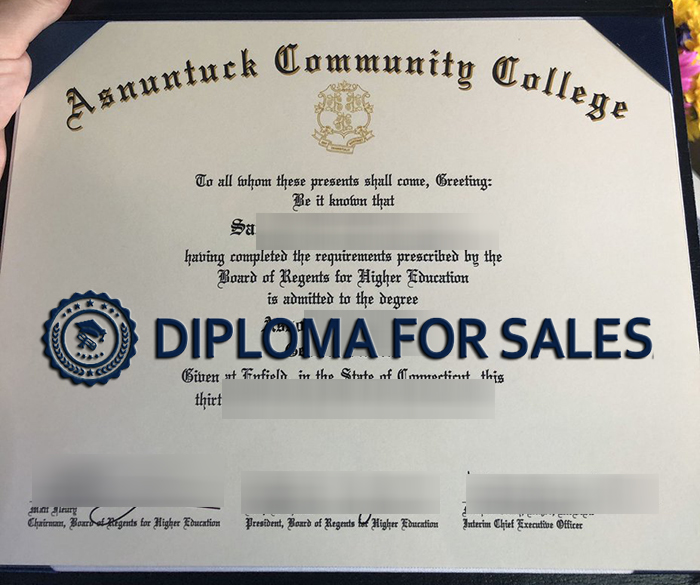 Asnuntuck Community College
To all whom these presents shall come, Greeting:
Be it known that
Sa
having completed the requirements prescribed by the
Board of Regents for Higher Education
is admitted to the degree
DIPLOMA FOR SALES
Given at Enfield, in the State of Connecticut, this
thirt
Chairman, Board of Regents for Higher Education
President, Board of Regents for Higher Education
Interim Chief Executive Officer